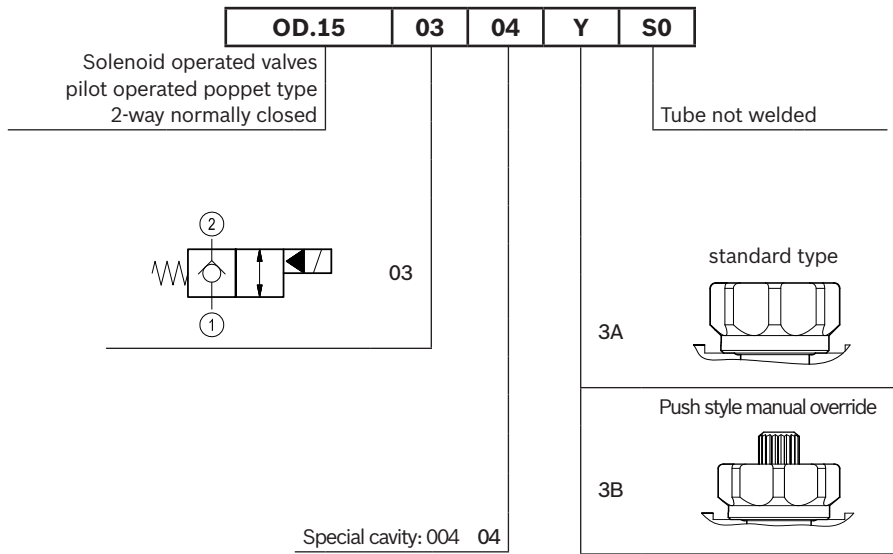 OD.15 03 04 Y S0
Solenoid operated valves
pilot operated poppet type
2-way normally closed
Tube not welded
2
03
1
standard type
3A
Push style manual override
3B
Special cavity: 004 04